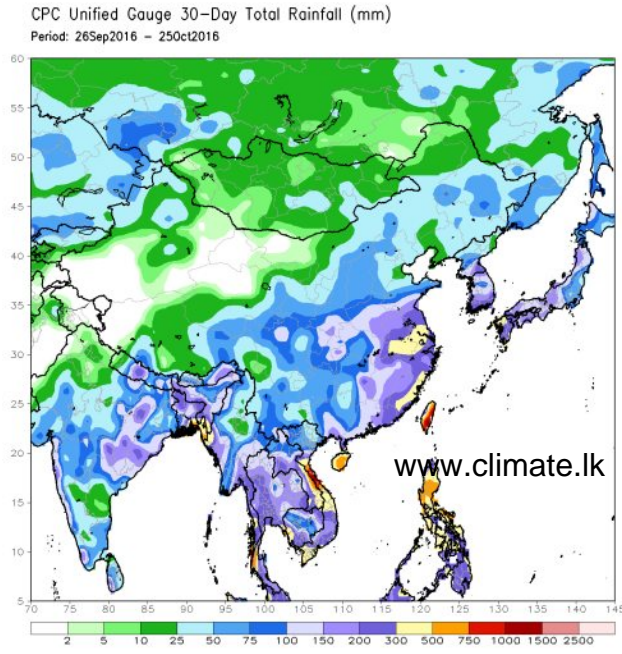 CPC Unified Gauge 30-Day Total Rainfall (mm)
Period: 26Sep2016 - 25Oct2016
60
55
50
45
40
35
30
25
20
15
10
5
www.climate.lk
70 75 80 85 90 95 100 105 110 115 120 125 130 135 140 145
2 5 10 25 50 75 100 150 200 300 500 750 1000 1500 2500